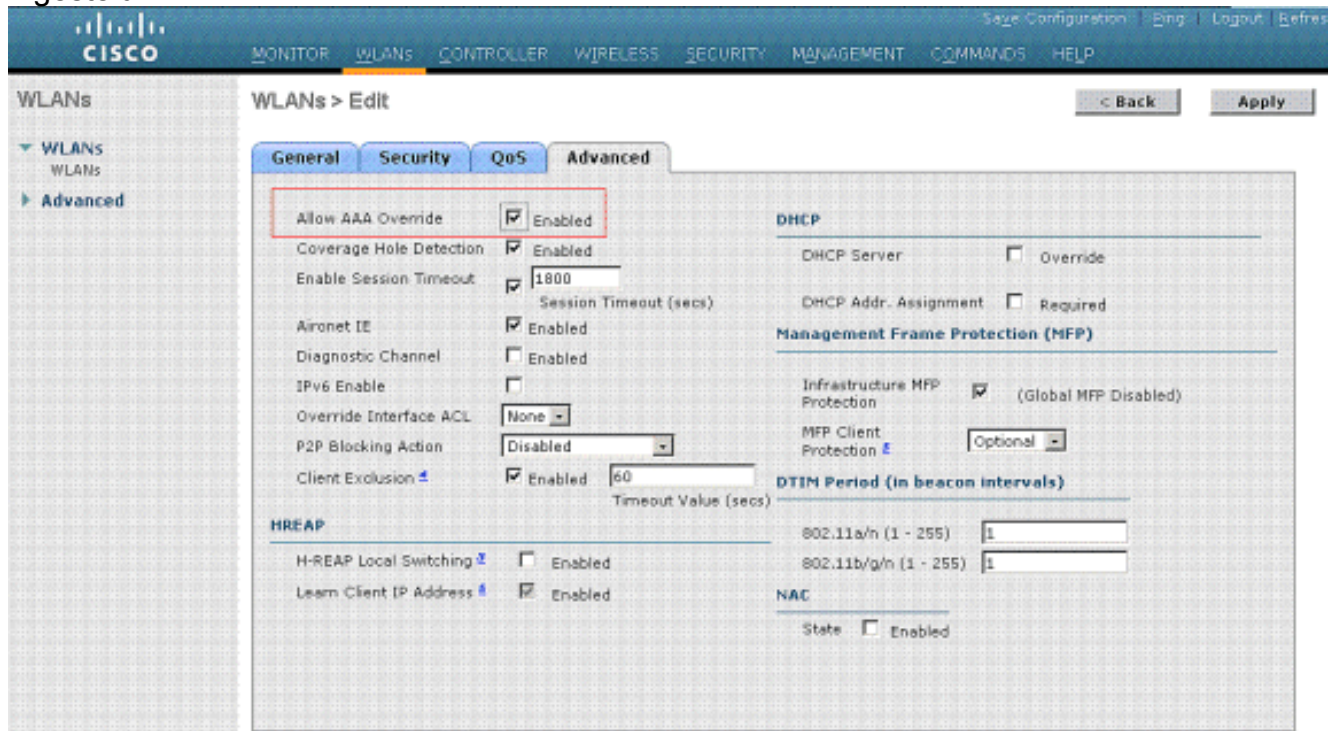 Save Configuration | Ping | Logout | Refres
CISCO
MONITOR WLANs CONTROLLER WIRELESS SECURITY MANAGEMENT COMMANDS HELP
WLANs
WLANs
WLANs
Advanced
WLANs > Edit
< Back
Apply
General
Security
QoS
Advanced
Allow AAA Override Enabled
Coverage Hole Detection Enabled
Enable Session Timeout 1800
Session Timeout (secs)
Aironet IE Enabled
Diagnostic Channel Enabled
IPv6 Enable
Override Interface ACL None
P2P Blocking Action Disabled
Client Exclusion 4 Enabled 60
Timeout Value (secs)
HREAP
H-REAP Local Switching 2 Enabled
Learn Client IP Address Enabled
DHCP
DHCP Server Override
DHCP Addr. Assignment Required
Management Frame Protection (MFP)
Infrastructure MFP
Protection
(Global MFP Disabled)
MFP Client
Protection
Optional
DTIM Period (in beacon intervals)
802.11a/n (1 - 255) 1
802.11b/g/n (1 - 255) 1
NAC
State Enabled